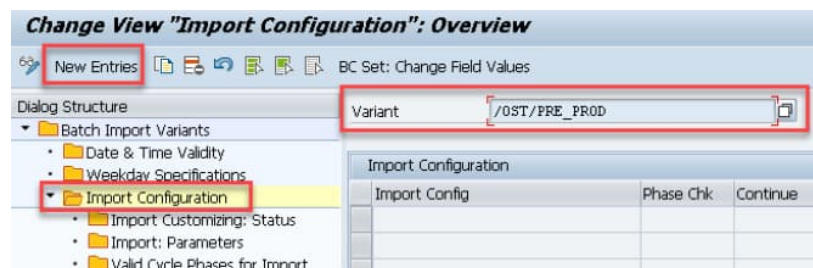 Change View "Import Configuration": Overview
New Entries BC Set: Change Field Values
Dialog Structure
Batch Import Variants
Date & Time Validity
Weekday Specifications
Import Configuration
Import Customizing: Status
Import: Parameters
Valid Cycle Phases for Import
Variant /OST/PRE_PROD
Import Configuration
Import Config Phase Chk Continue